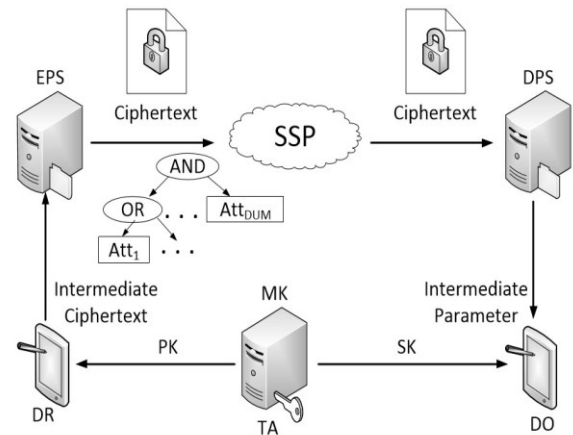 EPS
DPS
Ciphertext
Ciphertext
SSP
AND
OR
. . .
Att_DUM
Att_1
. . .
Intermediate
Ciphertext
MK
Intermediate
Parameter
PK
SK
DR
TA
DO